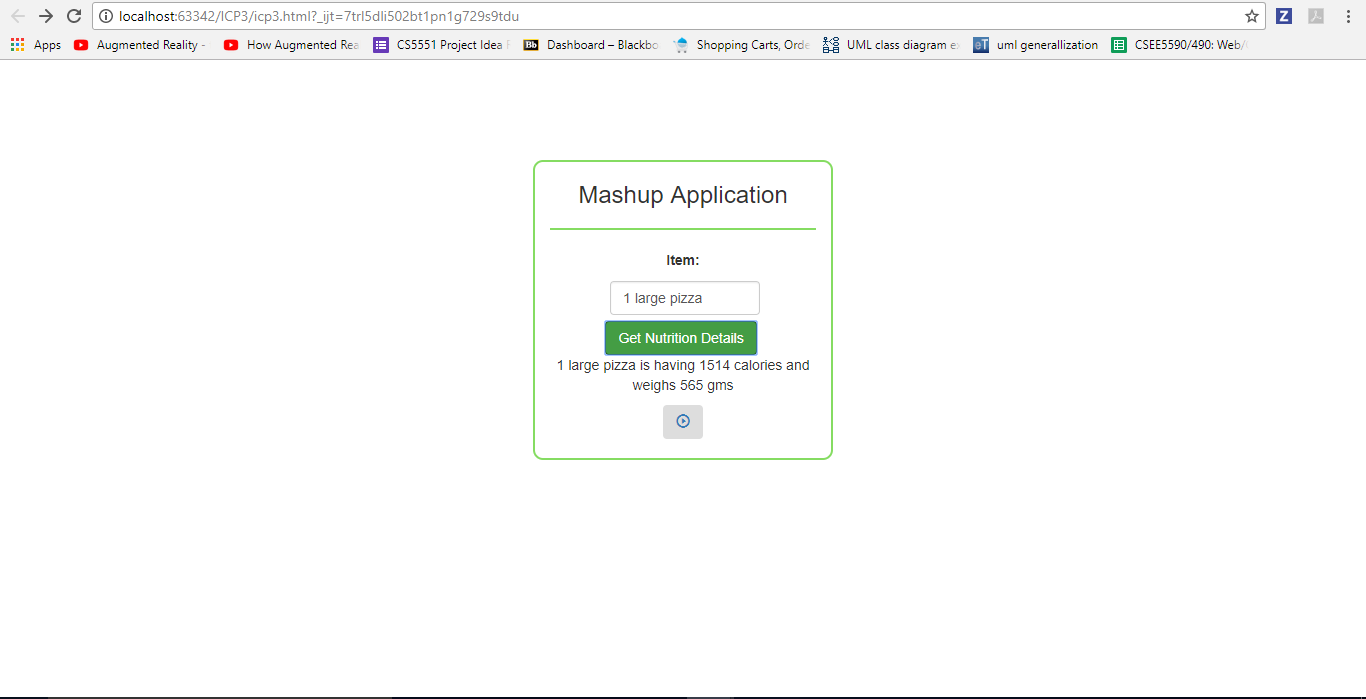 localhost:63342/ICP3/icp3.html?_ijt=7trl5dli502bt1pn1g729s9tdu
Z
Apps Augmented Reality - How Augmented Rea CS5551 Project Idea Bb Dashboard – Blackbo Shopping Carts, Orde UML class diagram ex eT uml generallization CSEE5590/490: Web/
Mashup Application
Item:
1 large pizza
Get Nutrition Details
1 large pizza is having 1514 calories and
weighs 565 gms